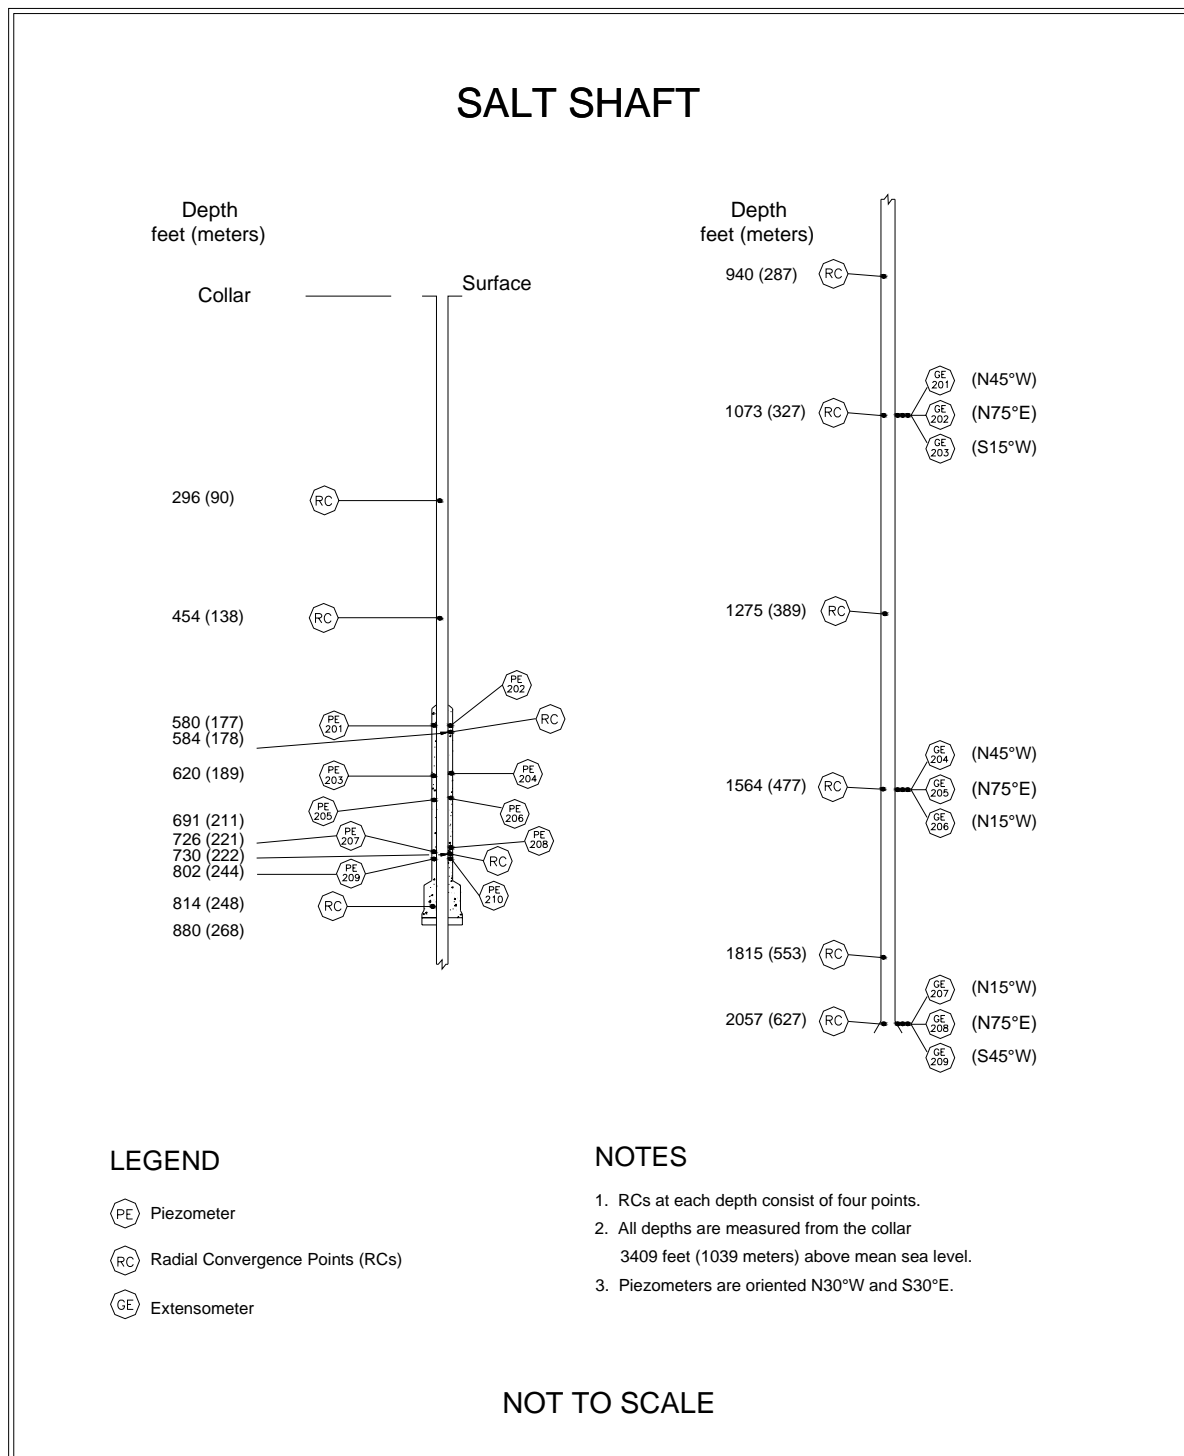 SALT SHAFT
Depth
feet (meters)
Collar
Surface
296 (90)
RC
454 (138)
RC
PE
202
580 (177)
PE
201
RC
584 (178)
620 (189)
PE
203
PE
204
691 (211)
PE
205
PE
206
726 (221)
PE
207
PE
208
730 (222)
RC
802 (244)
PE
209
PE
210
814 (248)
RC
880 (268)
Depth
feet (meters)
940 (287)
RC
GE
201
(N45°W)
1073 (327)
RC
GE
202
(N75°E)
GE
203
(S15°W)
1275 (389)
RC
GE
204
(N45°W)
1564 (477)
RC
GE
205
(N75°E)
GE
206
(N15°W)
1815 (553)
RC
GE
207
(N15°W)
2057 (627)
RC
GE
208
(N75°E)
GE
209
(S45°W)
LEGEND
PE Piezometer
RC Radial Convergence Points (RCs)
GE Extensometer
NOTES
1. RCs at each depth consist of four points.
2. All depths are measured from the collar
3409 feet (1039 meters) above mean sea level.
3. Piezometers are oriented N30°W and S30°E.
NOT TO SCALE